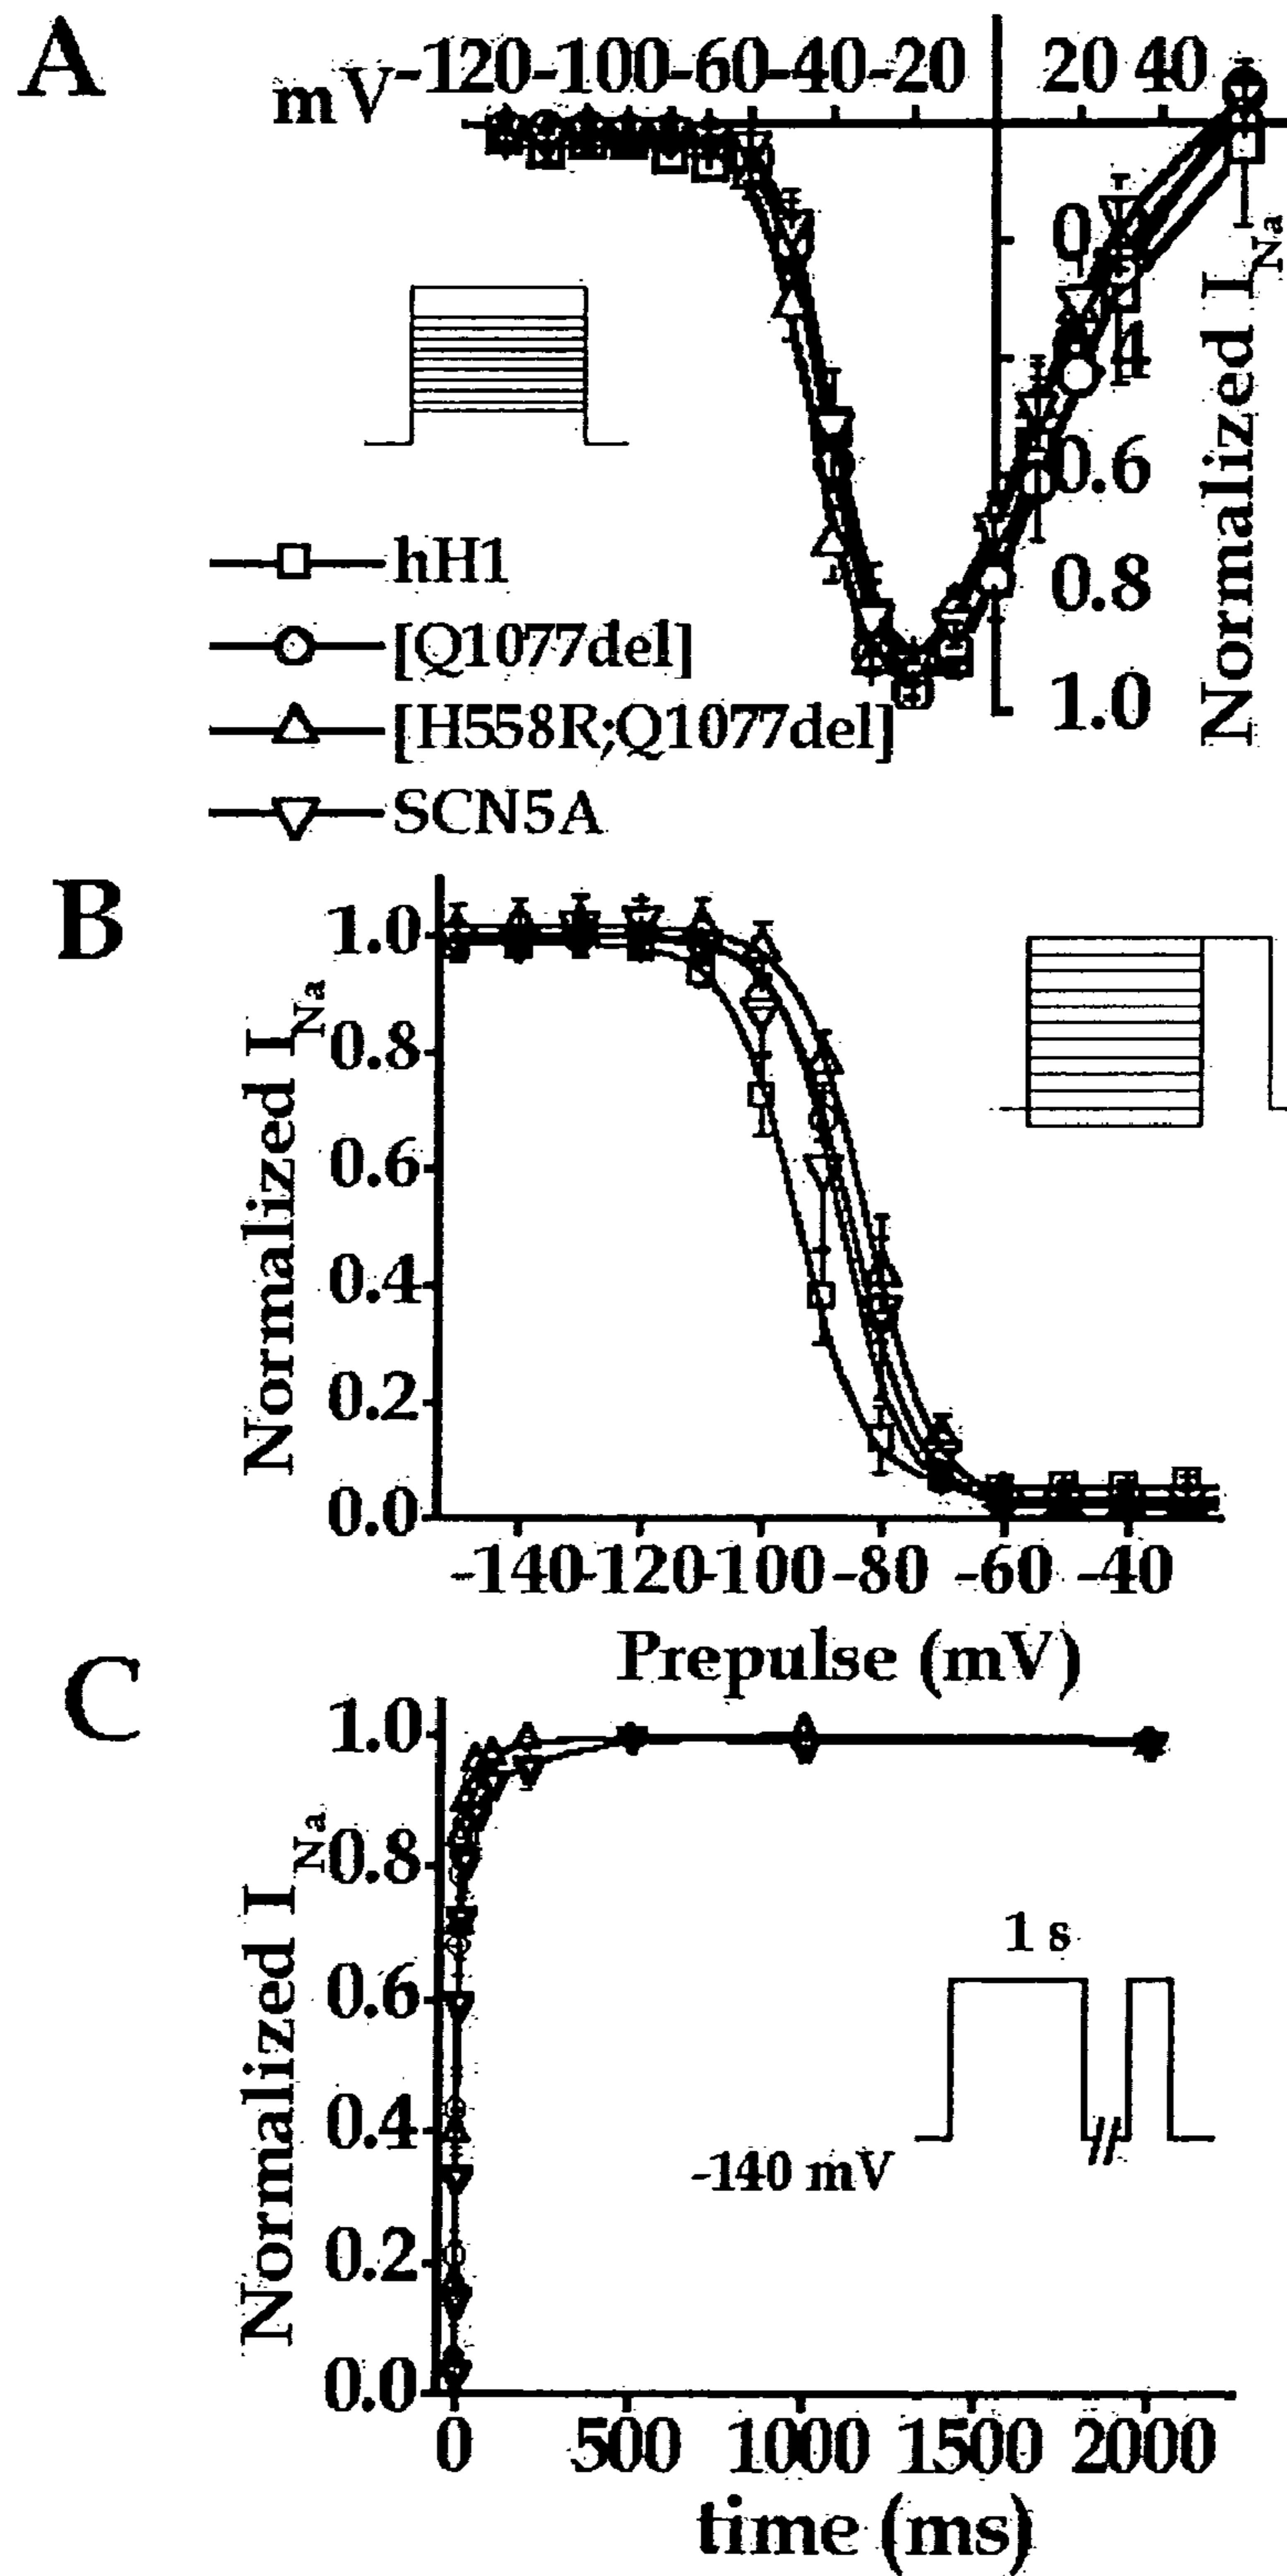 A
mV -120 -100 -60 -40 -20 20 40
0
4
0.6
0.8
1.0
Normalized I Na
hH1
[Q1077del]
[H558R;Q1077del]
SCN5A
B
1.0
0.8
0.6
0.4
0.2
0.0
Normalized I Na
-140 -120 -100 -80 -60 -40
Prepulse (mV)
C
1.0
0.8
0.6
0.4
0.2
0.0
Normalized I Na
1 s
-140 mV
0 500 1000 1500 2000
time (ms)